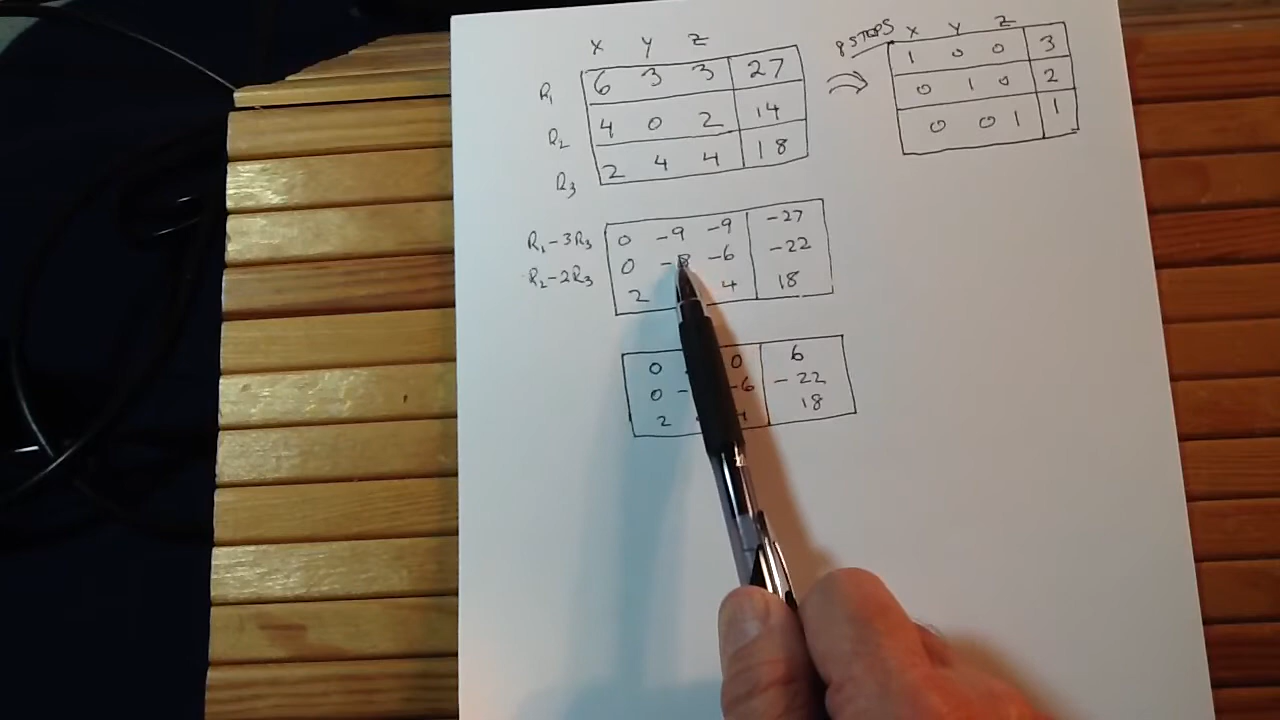 x y z
R1 6 3 3 27
R2 4 0 2 14
R3 2 4 4 18
8 STEPS x y z
1 0 0 3
0 1 0 2
0 0 1 1
R1-3R3 0 -9 -9 -27
R2-2R3 0 -8 -6 -22
2 4 18
0 0 6
0 - -6 -22
2 18